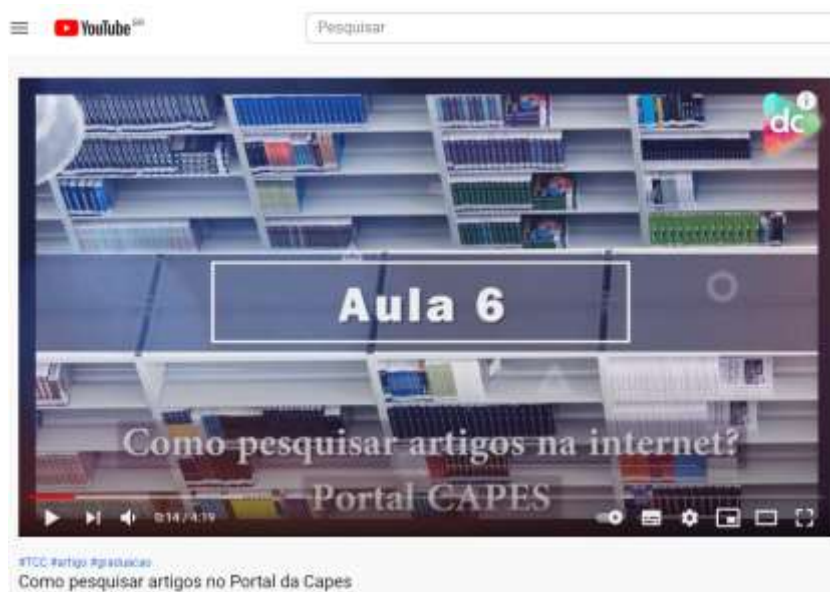 YouTube BR
Pesquisar
dc
Aula 6
Como pesquisar artigos na internet?
Portal CAPES
0:14 / 4:19
#TCC #artigo #graduacao
Como pesquisar artigos no Portal da Capes